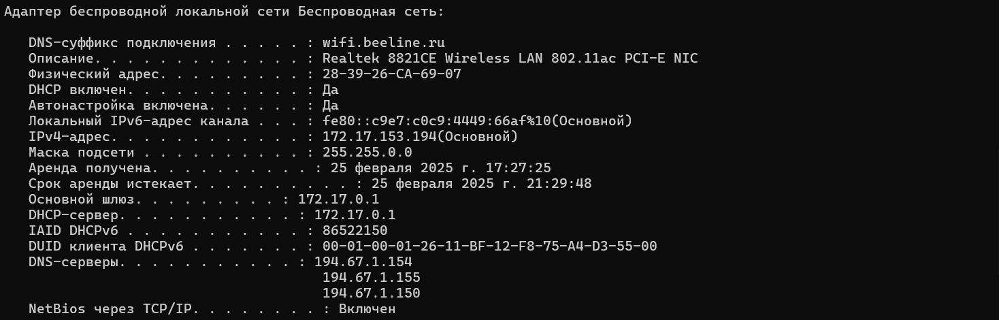 Адаптер беспроводной локальной сети Беспроводная сеть:
DNS-суффикс подключения . . . . . : wifi.beeline.ru
Описание. . . . . . . . . . . . . : Realtek 8821CE Wireless LAN 802.11ac PCI-E NIC
Физический адрес. . . . . . . . . : 28-39-26-CA-69-07
DHCP включен. . . . . . . . . . . : Да
Автонастройка включена. . . . . . : Да
Локальный IPv6-адрес канала . . . : fe80::c9e7:c0c9:4449:66af%10(Основной)
IPv4-адрес. . . . . . . . . . . . : 172.17.153.194(Основной)
Маска подсети . . . . . . . . . . : 255.255.0.0
Аренда получена. . . . . . . . . . : 25 февраля 2025 г. 17:27:25
Срок аренды истекает. . . . . . . . . . : 25 февраля 2025 г. 21:29:48
Основной шлюз. . . . . . . . . : 172.17.0.1
DHCP-сервер. . . . . . . . . . . : 172.17.0.1
IAID DHCPv6 . . . . . . . . . . . : 86522150
DUID клиента DHCPv6 . . . . . . . : 00-01-00-01-26-11-BF-12-F8-75-A4-D3-55-00
DNS-серверы. . . . . . . . . . . : 194.67.1.154
194.67.1.155
194.67.1.150
NetBios через TCP/IP. . . . . . . . : Включен